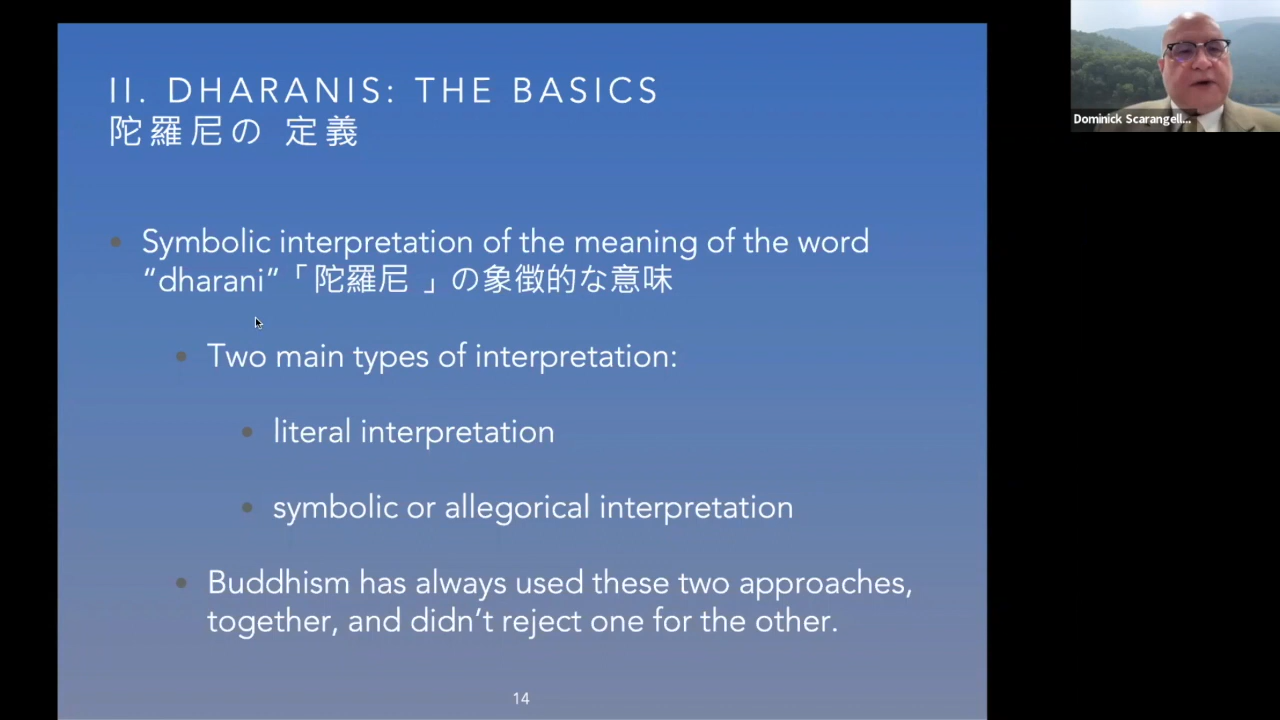 II. DHARANIS: THE BASICS
陀羅尼の 定義
Symbolic interpretation of the meaning of the word
“dharani”「陀羅尼 」の象徴的な意味
Two main types of interpretation:
literal interpretation
symbolic or allegorical interpretation
Buddhism has always used these two approaches,
together, and didn’t reject one for the other.
14
Dominick Scarangell...